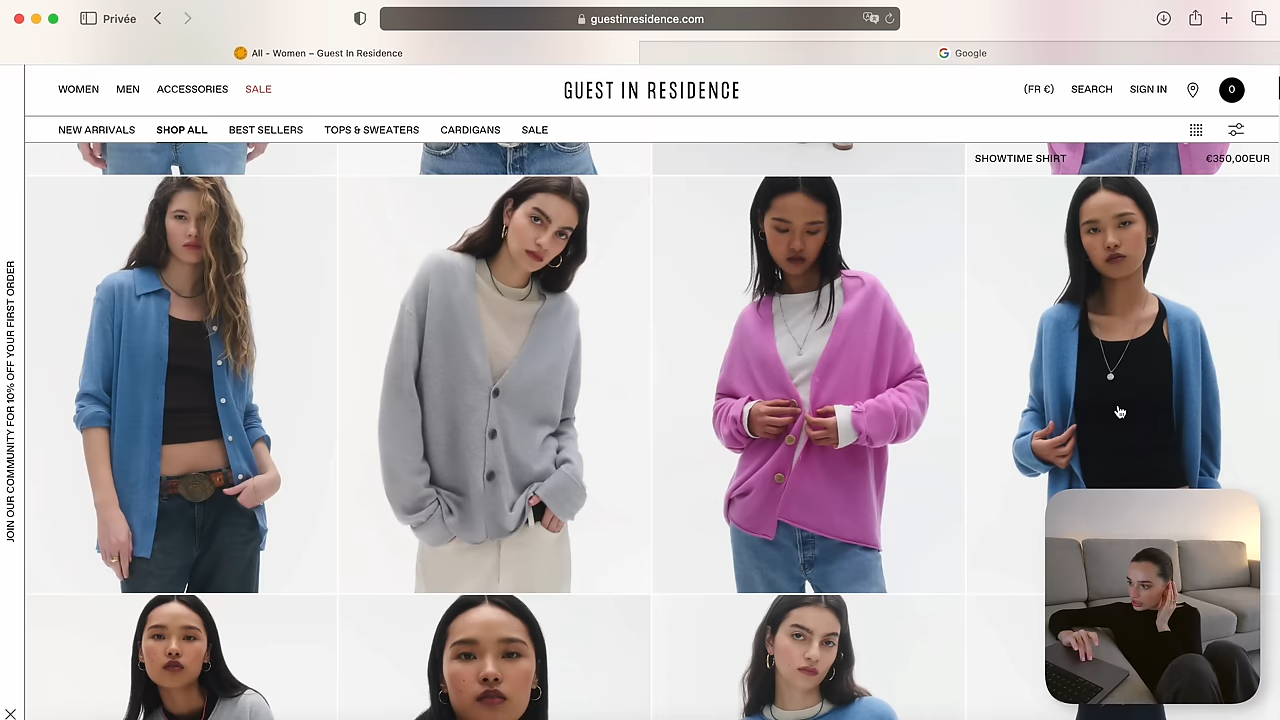 Privée
guestinresidence.com
All - Women – Guest In Residence
Google
WOMEN MEN ACCESSORIES SALE
GUEST IN RESIDENCE
(FR €) SEARCH SIGN IN 0
NEW ARRIVALS SHOP ALL BEST SELLERS TOPS & SWEATERS CARDIGANS SALE
SHOWTIME SHIRT €350,00EUR
JOIN OUR COMMUNITY FOR 10% OFF YOUR FIRST ORDER